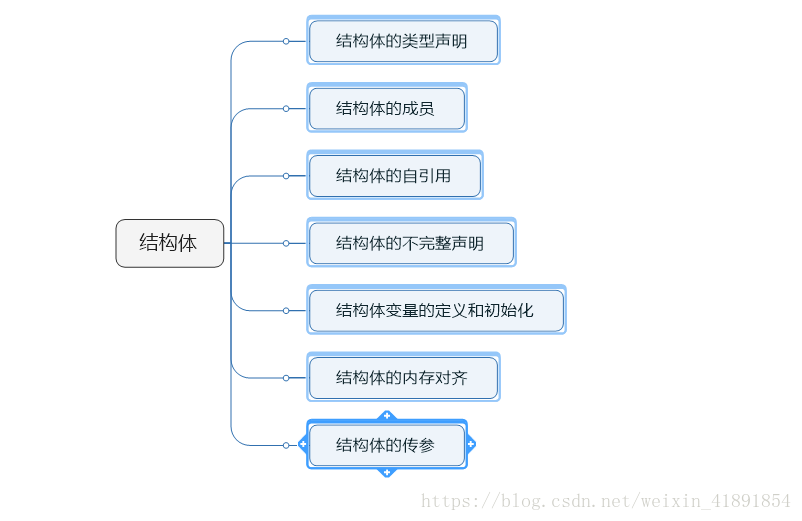 结构体的类型声明
结构体的成员
结构体的自引用
结构体
结构体的不完整声明
结构体变量的定义和初始化
结构体的内存对齐
结构体的传参
https://blog.csdn.net/weixin_41891854